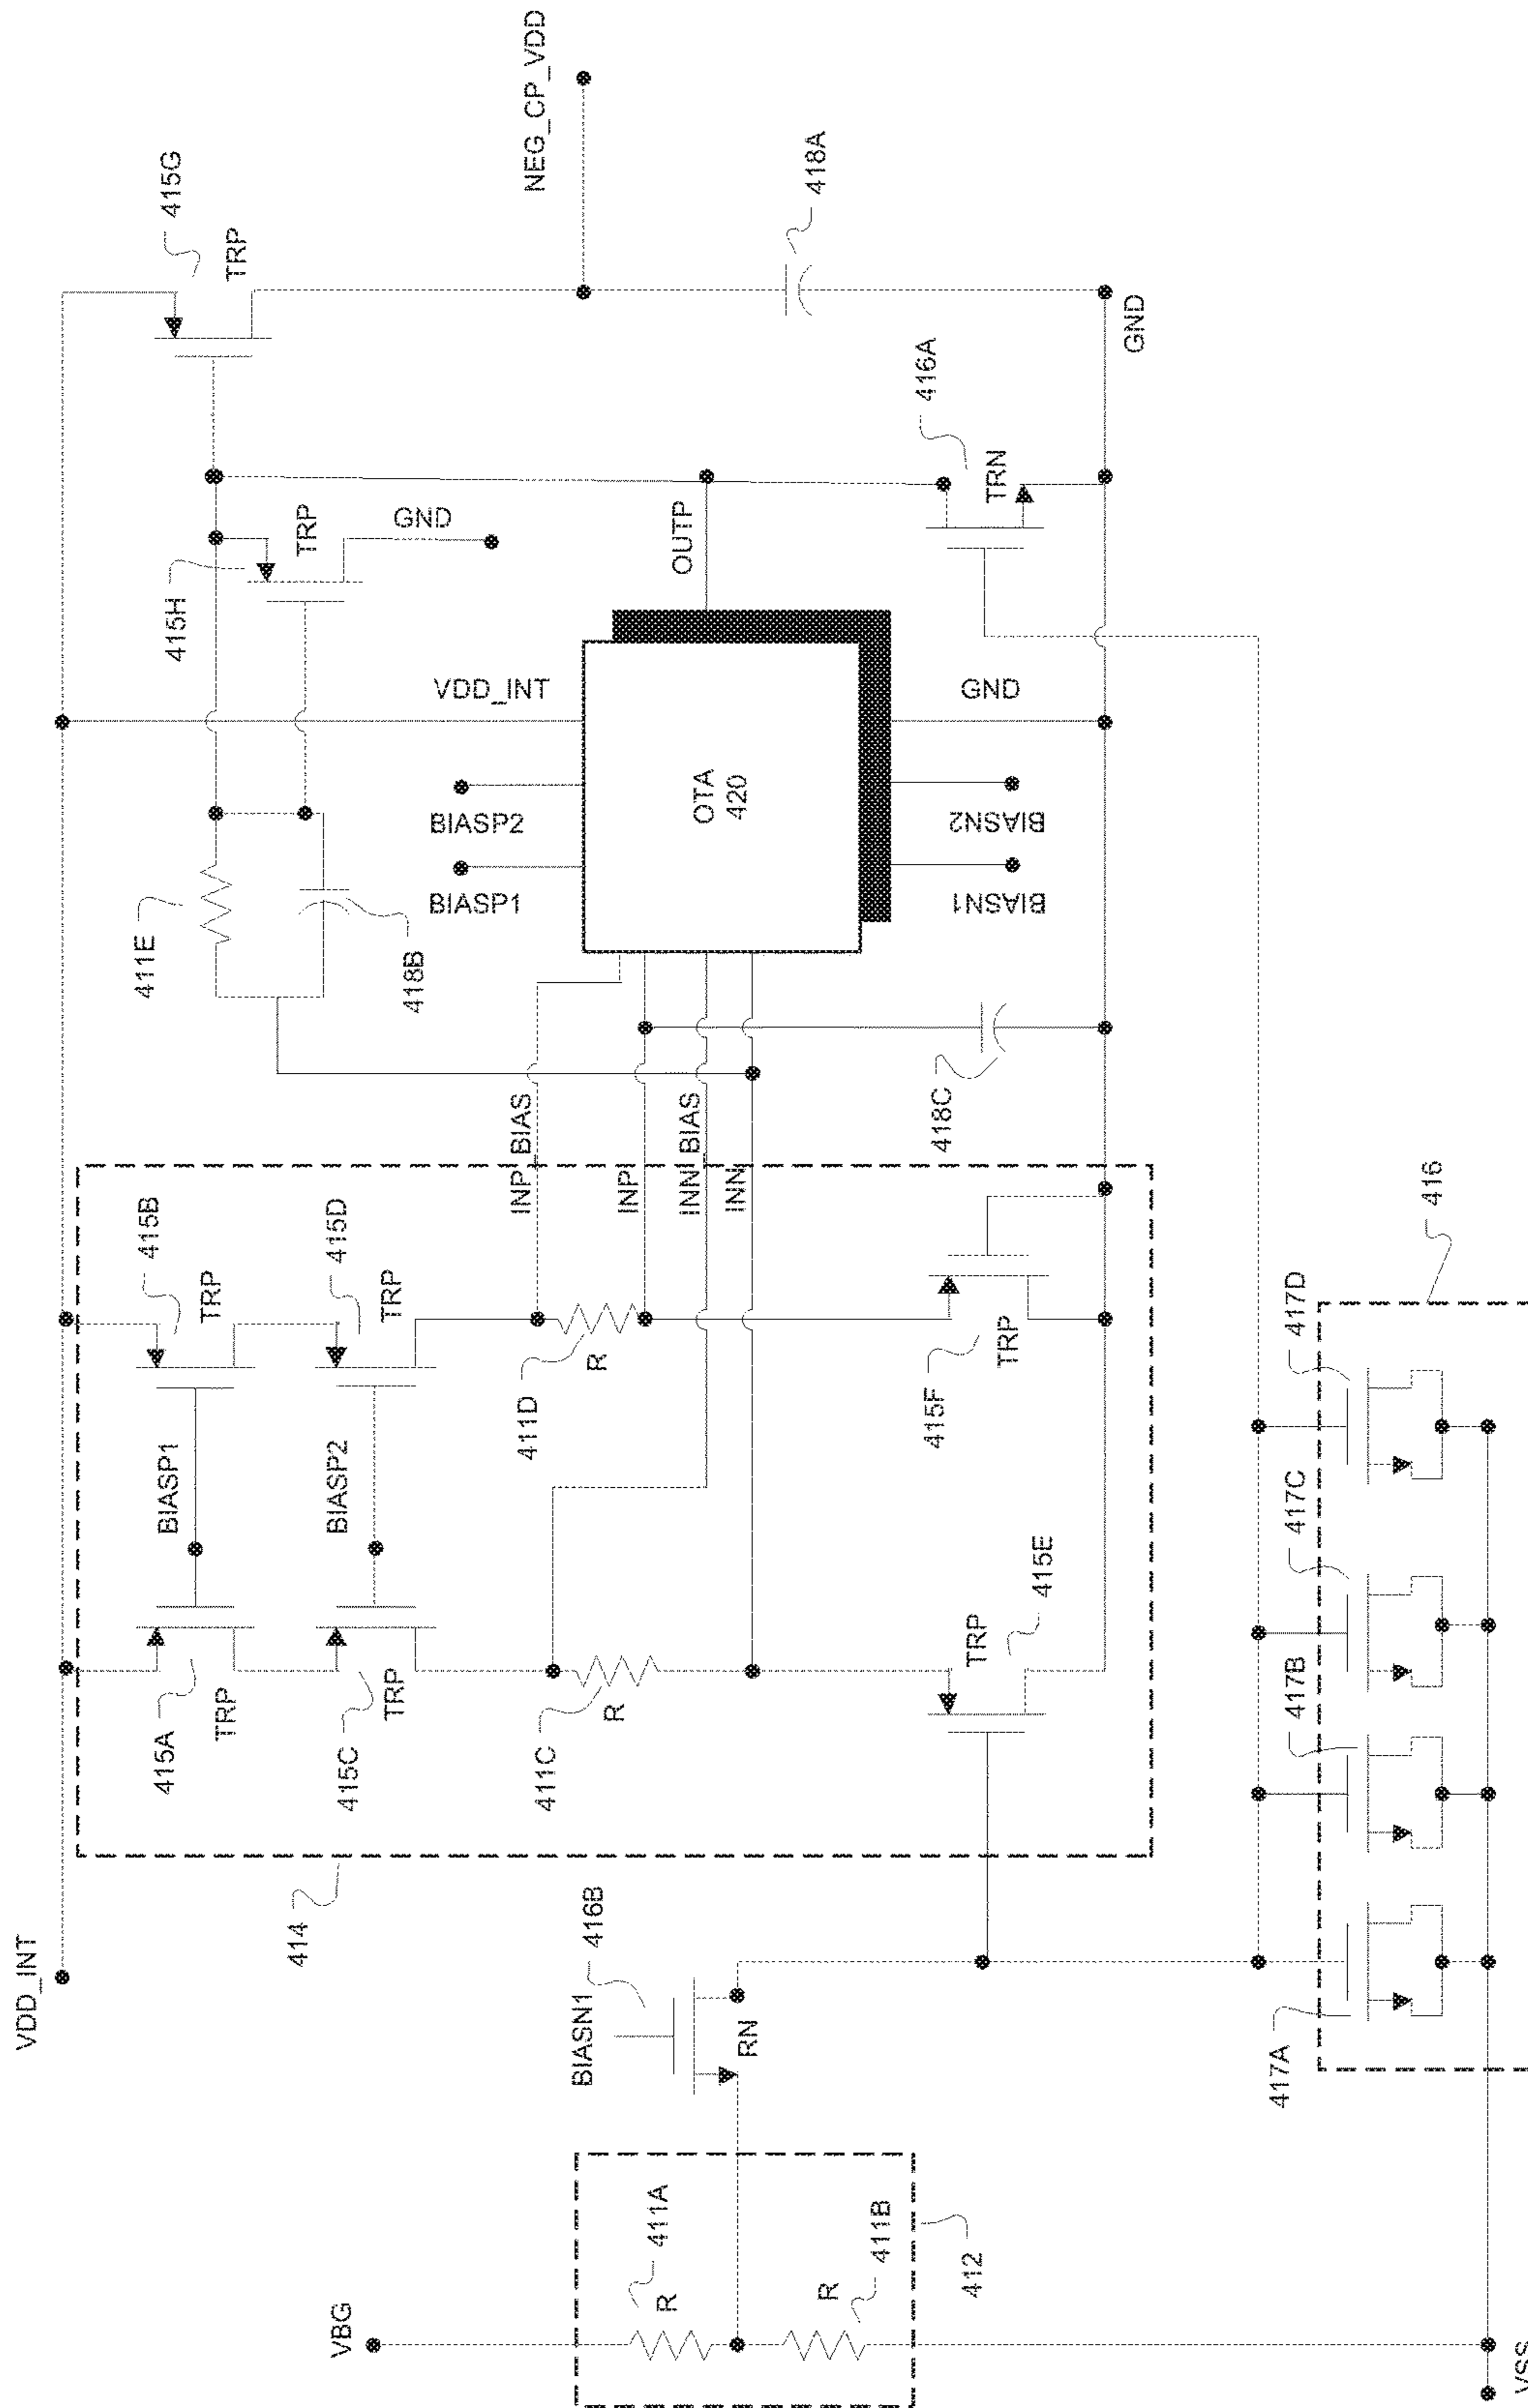 VDD_INT
415A
TRP
BIASP1
415B
TRP
415C
TRP
BIASP2
415D
TRP
414
411C
R
411D
R
INP_BIAS
INP
INN_BIAS
INN
415E
TRP
415F
TRP
411E
418B
415H
TRP
GND
415G
TRP
NEG_CP_VDD
BIASP1
BIASP2
VDD_INT
OTA
420
OUTP
BIASN1
BIASN2
GND
418C
416A
TRN
418A
GND
VBG
411A
R
411B
R
412
BIASN1
416B
RN
417A
417B
417C
417D
416
VSS